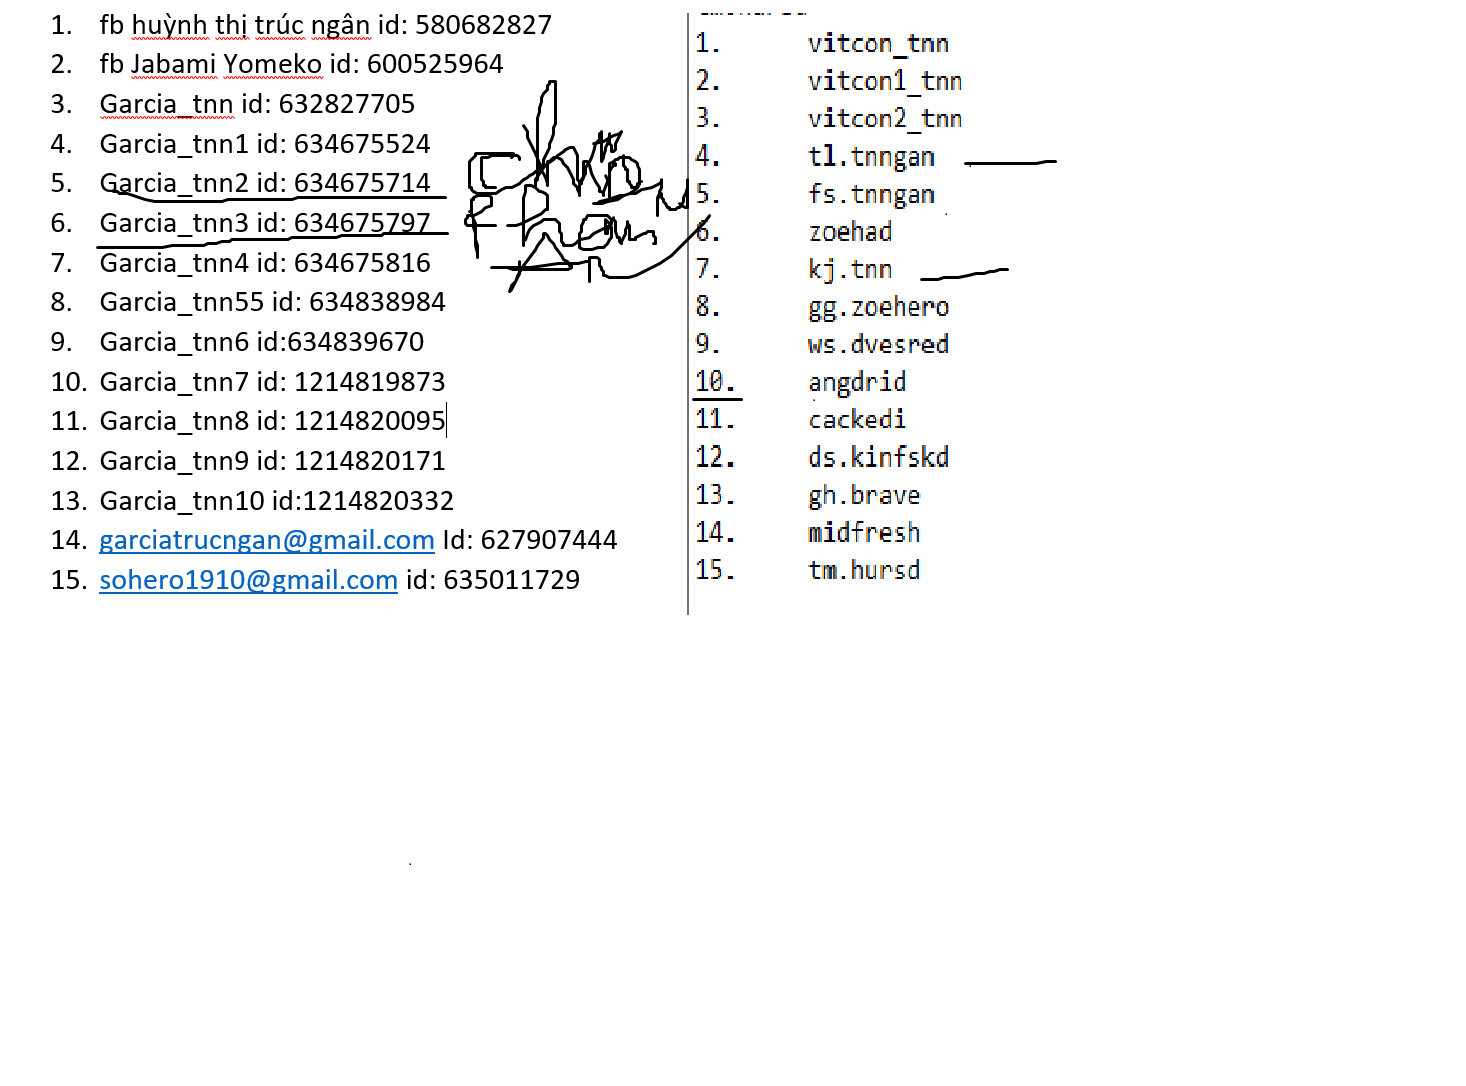 1. fb huỳnh thị trúc ngân id: 580682827
2. fb Jabami Yomeko id: 600525964
3. Garcia_tnn id: 632827705
4. Garcia_tnn1 id: 634675524
5. Garcia_tnn2 id: 634675714
6. Garcia_tnn3 id: 634675797
7. Garcia_tnn4 id: 634675816
8. Garcia_tnn55 id: 634838984
9. Garcia_tnn6 id:634839670
10. Garcia_tnn7 id: 1214819873
11. Garcia_tnn8 id: 1214820095
12. Garcia_tnn9 id: 1214820171
13. Garcia_tnn10 id:1214820332
14. garciatrucngan@gmail.com Id: 627907444
15. sohero1910@gmail.com id: 635011729
1. vitcon_tnn
2. vitcon1_tnn
3. vitcon2_tnn
4. tl.tnngan
5. fs.tnngan
6. zoehad
7. kj.tnn
8. gg.zoehero
9. ws.dvesred
10. angdrid
11. cackedi
12. ds.kinfskd
13. gh.brave
14. midfresh
15. tm.hursd